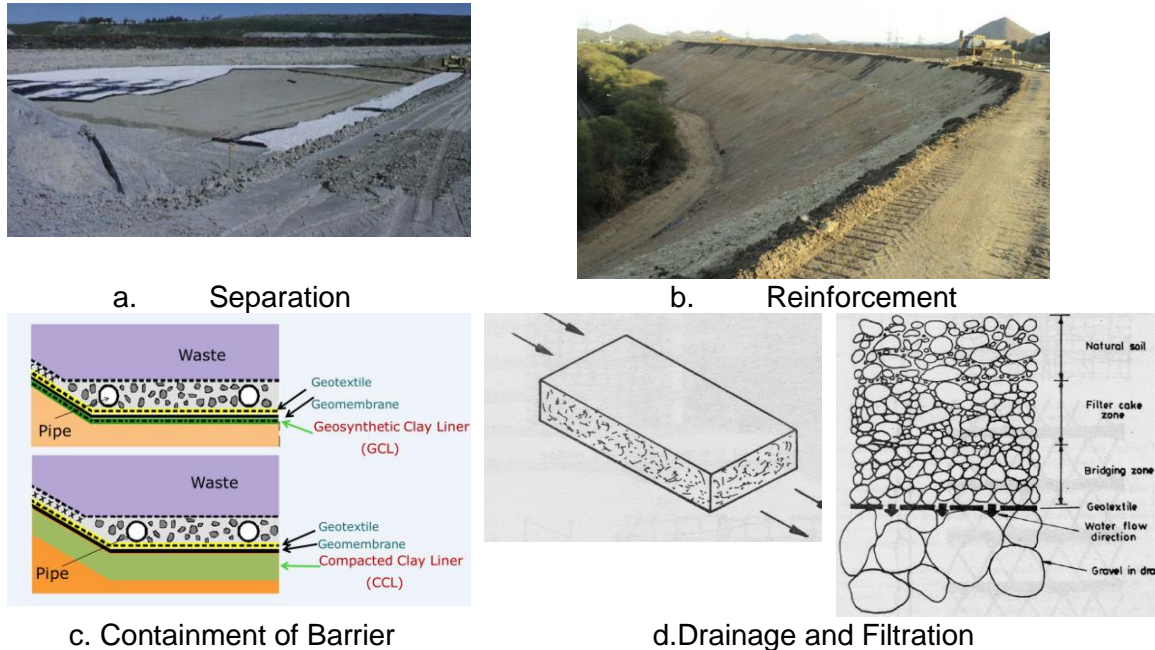 a. Separation
b. Reinforcement
Waste
Geotextile
Geomembrane
Geosynthetic Clay Liner
(GCL)
Pipe
Waste
Geotextile
Geomembrane
Compacted Clay Liner
(CCL)
Pipe
Natural soil
Filter cake
zone
Bridging zone
Geotextile
Water flow
direction
Gravel in dra
c. Containment of Barrier
d.Drainage and Filtration